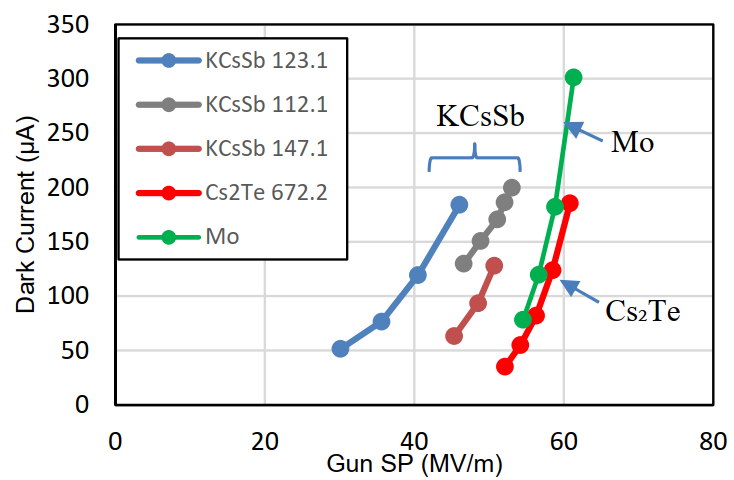 350
300
250
200
150
100
50
0
Dark Current (µA)
KCsSb 123.1
KCsSb 112.1
KCsSb 147.1
Cs2Te 672.2
Mo
KCsSb
Mo
Cs₂Te
0 20 40 60 80
Gun SP (MV/m)